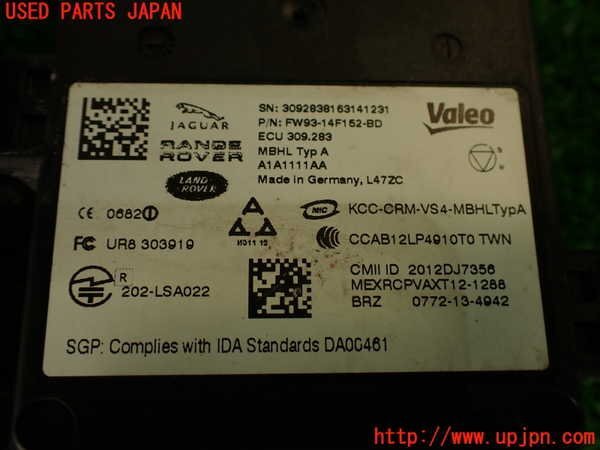 USED PARTS JAPAN
JAGUAR
RANGE ROVER
LAND ROVER
SN: 3092838163141231
P/N: FW93-14F152-BD
ECU 309.283
MBHL Typ A
A1A1111AA
Made in Germany, L47ZC
Valeo
CE 0682
FC UR8 303919
R
202-LSA022
NCC
KCC-CRM-VS4-MBHLTypA
CCAB12LP4910T0 TWN
CMII ID 2012DJ7356
MEXRCPVAXT12-1288
BRZ 0772-13-4942
SGP: Complies with IDA Standards DA00461
UPJ http://www.upjpn.com/